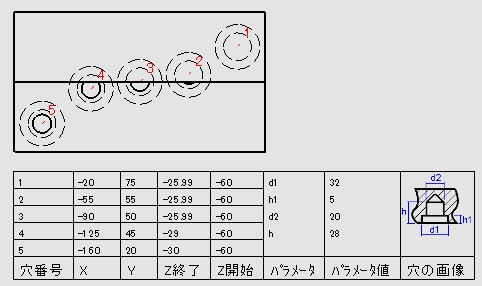 1
2
3
4
5
1 -20 75 -25.99 -60 d1 32
2 -55 55 -25.99 -60 h1 5
3 -90 50 -25.99 -60 d2 20
4 -125 45 -29 -60 h 28
5 -160 20 -30 -60
d2
h
h1
d1
穴番号 X Y Z終了 Z開始 パラメータ パラメータ値 穴の画像